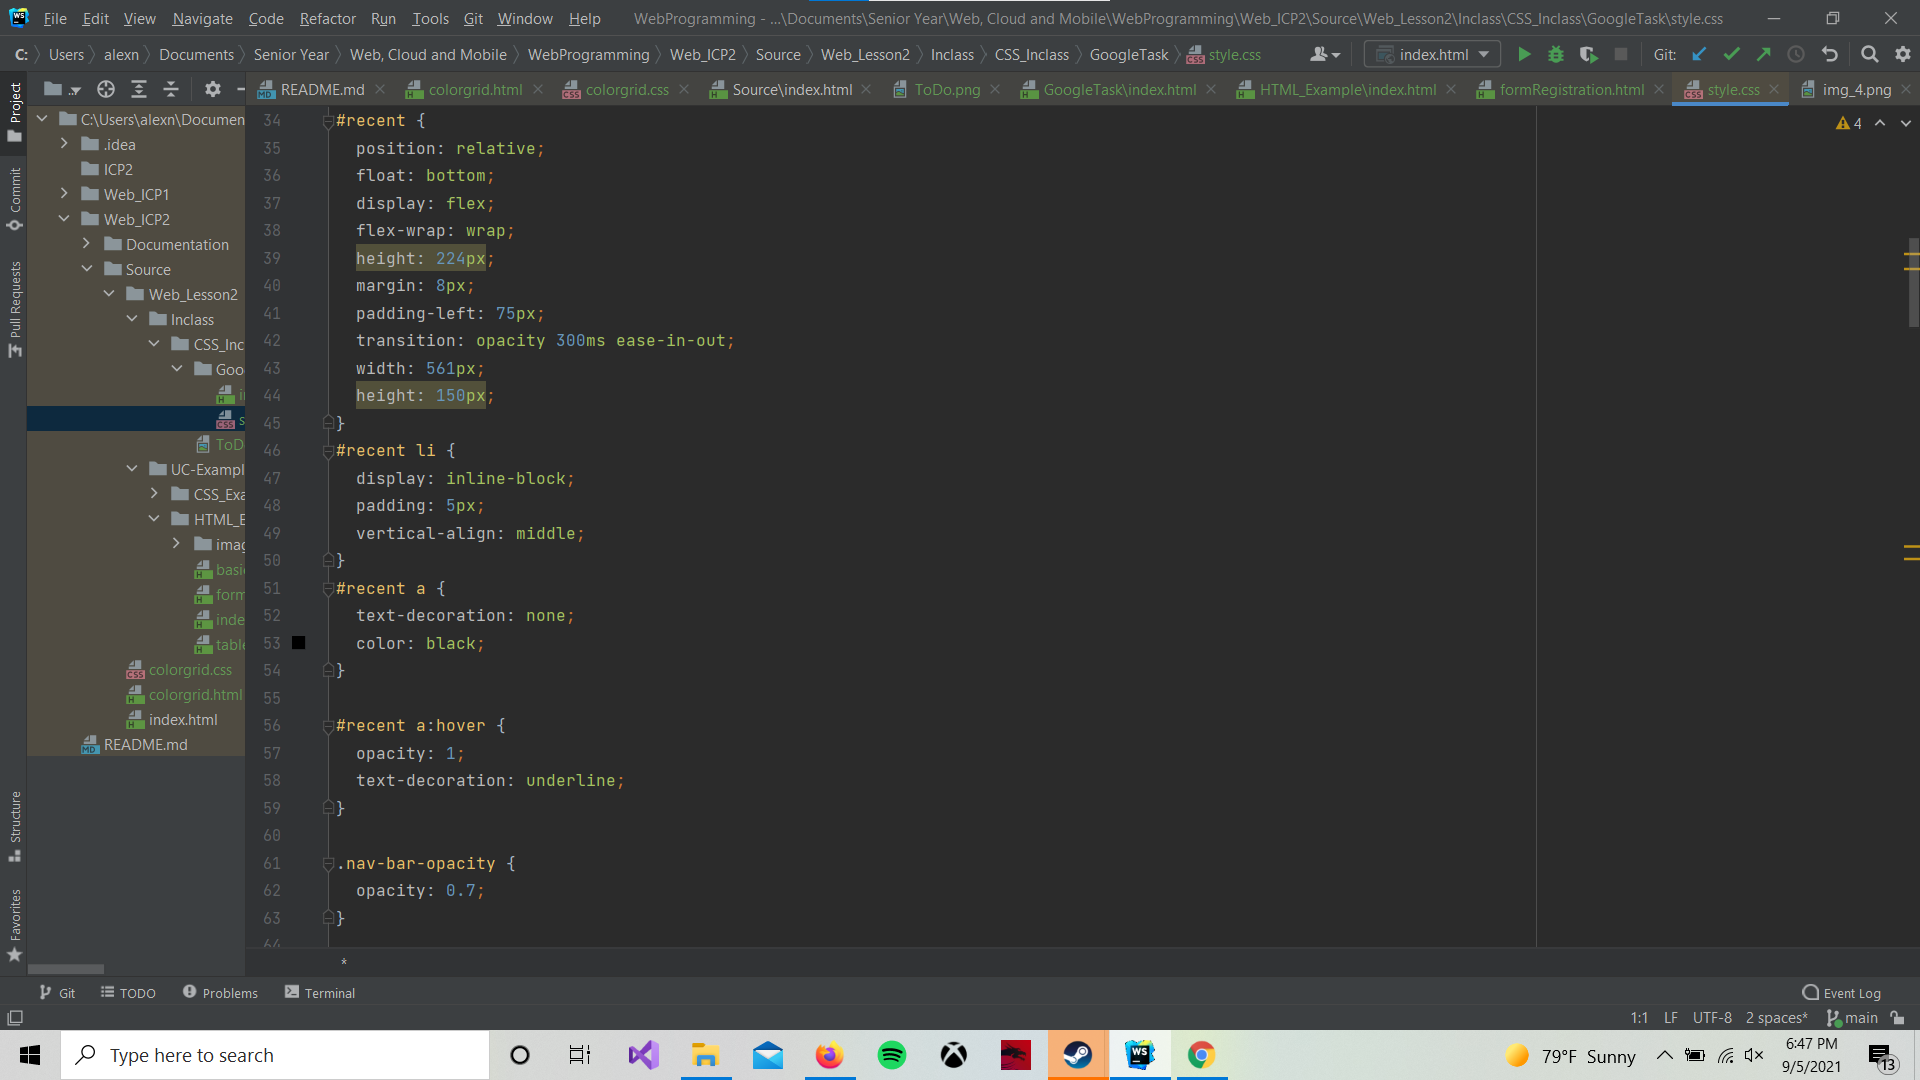 File Edit View Navigate Code Refactor Run Tools Git Window Help WebProgramming - ...\Documents\Senior Year\Web, Cloud and Mobile\WebProgramming\Web_ICP2\Source\Web_Lesson2\Inclass\CSS_Inclass\GoogleTask\style.css
C: Users alexn Documents Senior Year Web, Cloud and Mobile WebProgramming Web_ICP2 Source Web_Lesson2 Inclass CSS_Inclass GoogleTask style.css index.html Git:
README.md colorgrid.html colorgrid.css Source\index.html ToDo.png GoogleTask\index.html HTML_Example\index.html formRegistration.html style.css img_4.png
Project
Commit
Pull Requests
Structure
Favorites
C:\Users\alexn\Documen
.idea
ICP2
Web_ICP1
Web_ICP2
Documentation
Source
Web_Lesson2
Inclass
CSS_Inc
Goo
i
s
ToD
UC-Exampl
CSS_Exa
HTML_E
imag
basi
form
inde
table
colorgrid.css
colorgrid.html
index.html
README.md
4
34 #recent {
35 position: relative;
36 float: bottom;
37 display: flex;
38 flex-wrap: wrap;
39 height: 224px;
40 margin: 8px;
41 padding-left: 75px;
42 transition: opacity 300ms ease-in-out;
43 width: 561px;
44 height: 150px;
45 }
46 #recent li {
47 display: inline-block;
48 padding: 5px;
49 vertical-align: middle;
50 }
51 #recent a {
52 text-decoration: none;
53 color: black;
54 }
55
56 #recent a:hover {
57 opacity: 1;
58 text-decoration: underline;
59 }
60
61 .nav-bar-opacity {
62 opacity: 0.7;
63 }
64
*
Git TODO Problems Terminal Event Log
1:1 LF UTF-8 2 spaces* main
Type here to search
79°F Sunny
6:47 PM
9/5/2021
13